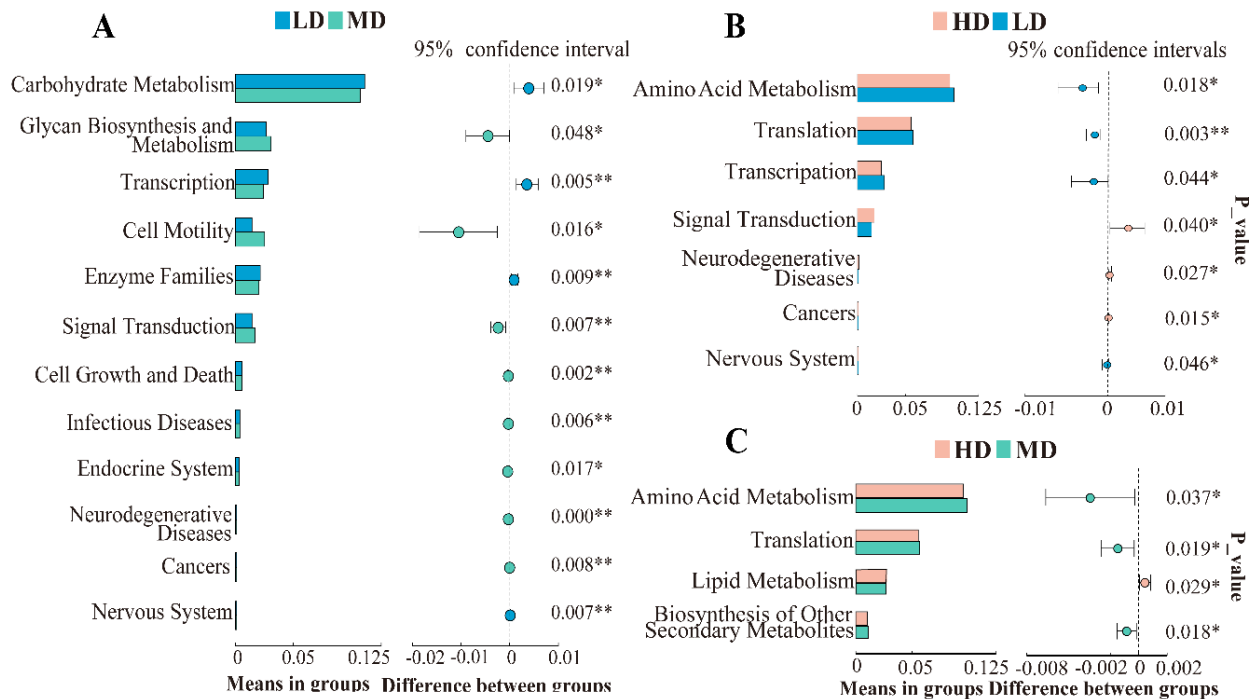 A
LD MD
95% confidence interval
Carbohydrate Metabolism
0.019*
Glycan Biosynthesis and
Metabolism
0.048*
Transcription
0.005**
Cell Motility
0.016*
Enzyme Families
0.009**
Signal Transduction
0.007**
Cell Growth and Death
0.002**
Infectious Diseases
0.006**
Endocrine System
0.017*
Neurodegenerative
Diseases
0.000**
Cancers
0.008**
Nervous System
0.007**
0 0.05 0.125
-0.02 -0.01 0 0.01
Means in groups
Difference between groups
B
HD LD
95% confidence intervals
Amino Acid Metabolism
0.018*
Translation
0.003**
Transcripation
0.044*
Signal Transduction
0.040*
Neurodegenerative
Diseases
0.027*
Cancers
0.015*
Nervous System
0.046*
P_value
0 0.05 0.125
-0.01 0 0.01
C
HD MD
Amino Acid Metabolism
0.037*
Translation
0.019*
Lipid Metabolism
0.029*
Biosynthesis of Other
Secondary Metabolites
0.018*
P_value
0 0.05 0.125
-0.008 -0.002 0 0.002
Means in groups
Difference between groups